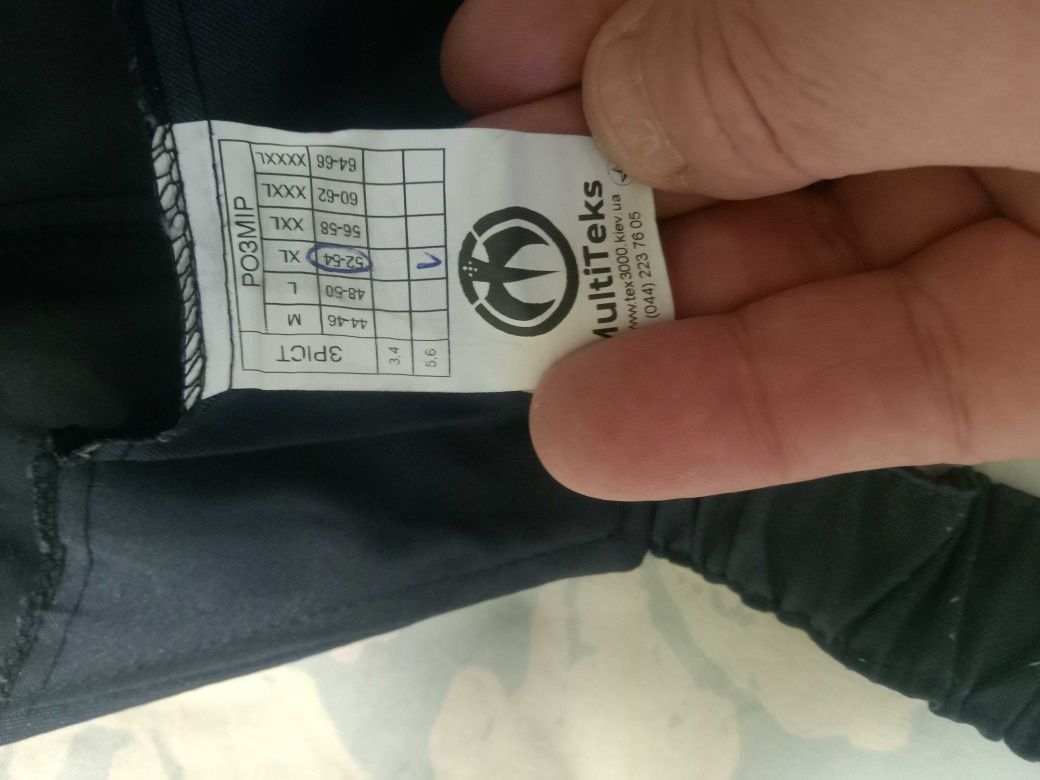 РОЗМІР
ЗРІСТ
M L XL XXL XXXL XXXXL
44-46 48-50 52-54 56-58 60-62 64-66
3,4
5,6
MultiTeks
www.tex3000.kiev.ua
(044) 223 76 05